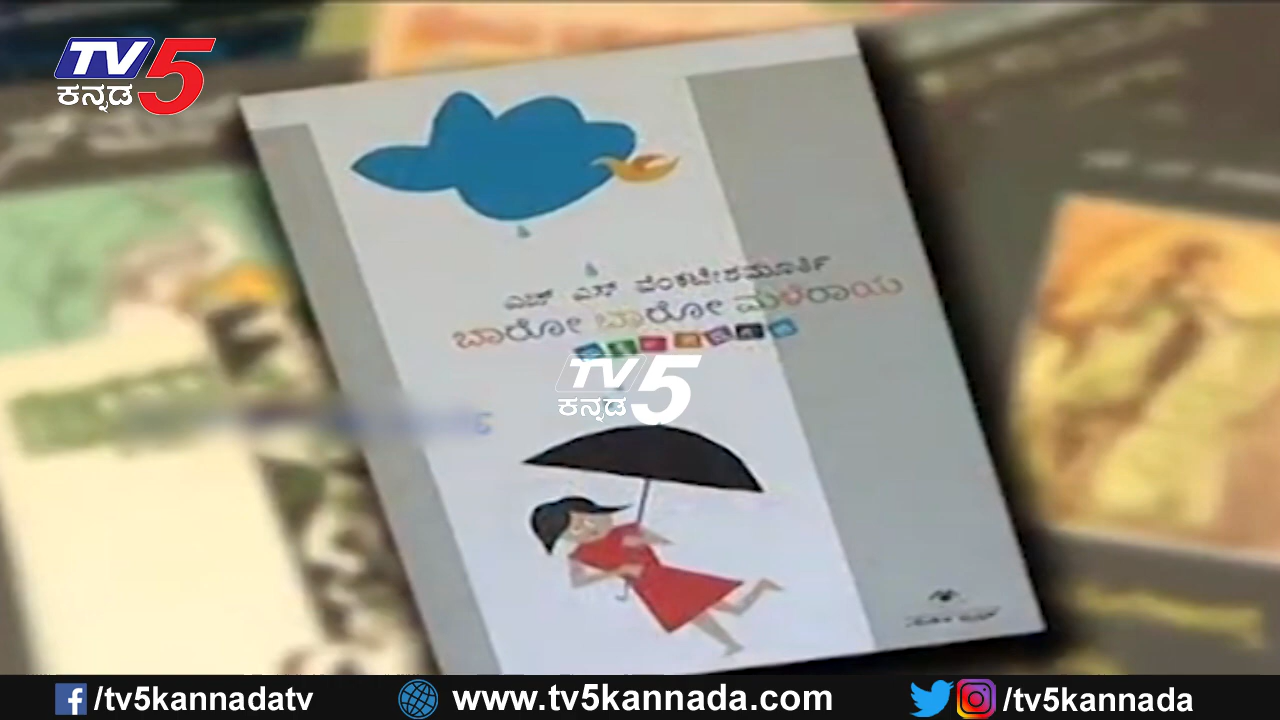 TV5
ಕನ್ನಡ
ಎಚ್ ಎಸ್ ವೆಂಕಟೇಶಮೂರ್ತಿ
ಬಾರೋ ಬಾರೋ ಮಳೆರಾಯ
TV5
ಕನ್ನಡ
/tv5kannadatv
www.tv5kannada.com
/tv5kannada